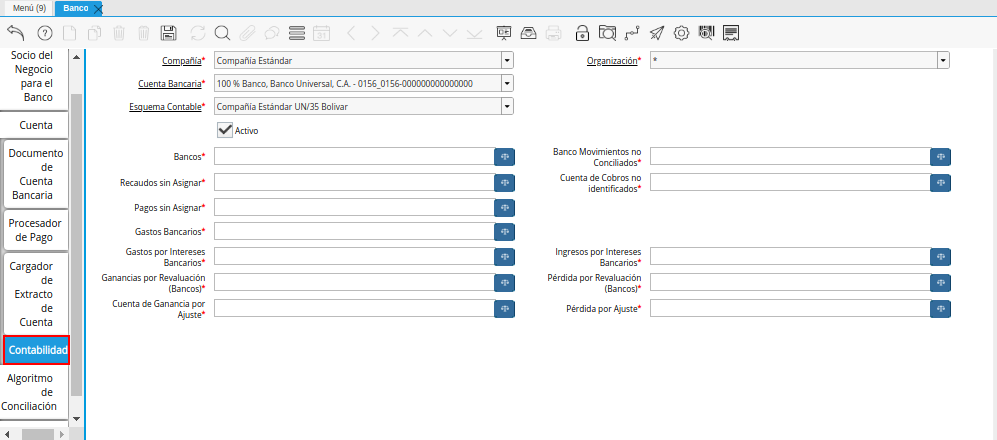 Menú (9)
Banco
31
Socio del
Negocio
para el
Banco
Cuenta
Documento
de
Cuenta
Bancaria
Procesador
de Pago
Cargador
de
Extracto
de
Cuenta
Contabilidad
Algoritmo
de
Conciliación
Compañía* Compañía Estándar
Organización* *
Cuenta Bancaria* 100 % Banco, Banco Universal, C.A. - 0156_0156-000000000000000
Esquema Contable* Compañía Estándar UN/35 Bolivar
Activo
Bancos*
Banco Movimientos no
Conciliados*
Recaudos sin Asignar*
Cuenta de Cobros no
identificados*
Pagos sin Asignar*
Gastos Bancarios*
Gastos por Intereses
Bancarios*
Ingresos por Intereses
Bancarios*
Ganancias por Revaluación
(Bancos)*
Pérdida por Revaluación
(Bancos)*
Cuenta de Ganancia por
Ajuste*
Pérdida por Ajuste*